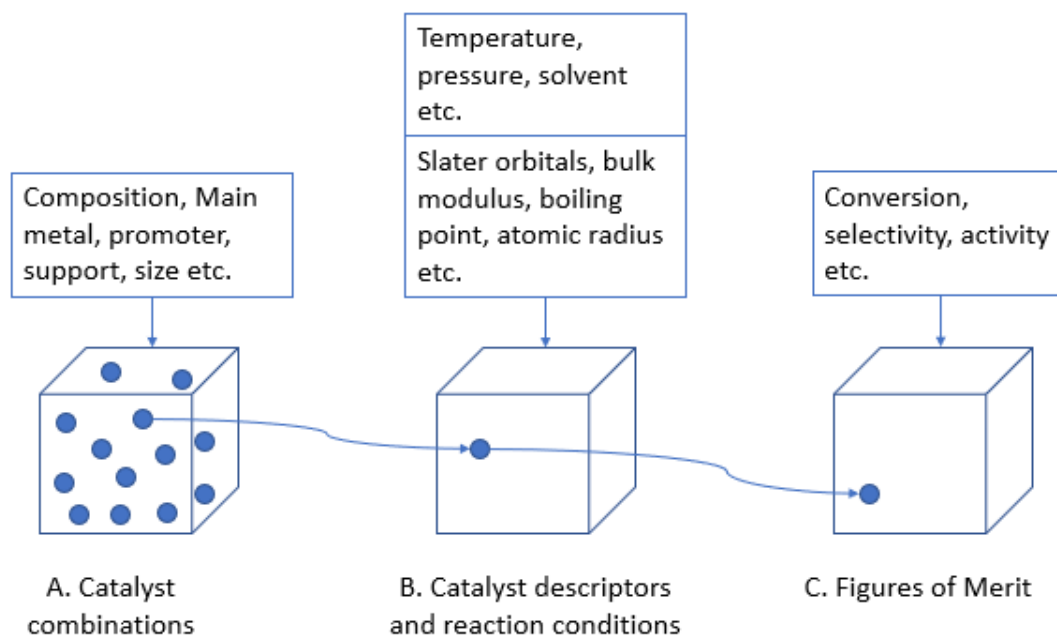 Temperature,
pressure, solvent
etc.
Slater orbitals, bulk
modulus, boiling
point, atomic radius
etc.
Composition, Main
metal, promoter,
support, size etc.
Conversion,
selectivity, activity
etc.
A. Catalyst
combinations
B. Catalyst descriptors
and reaction conditions
C. Figures of Merit